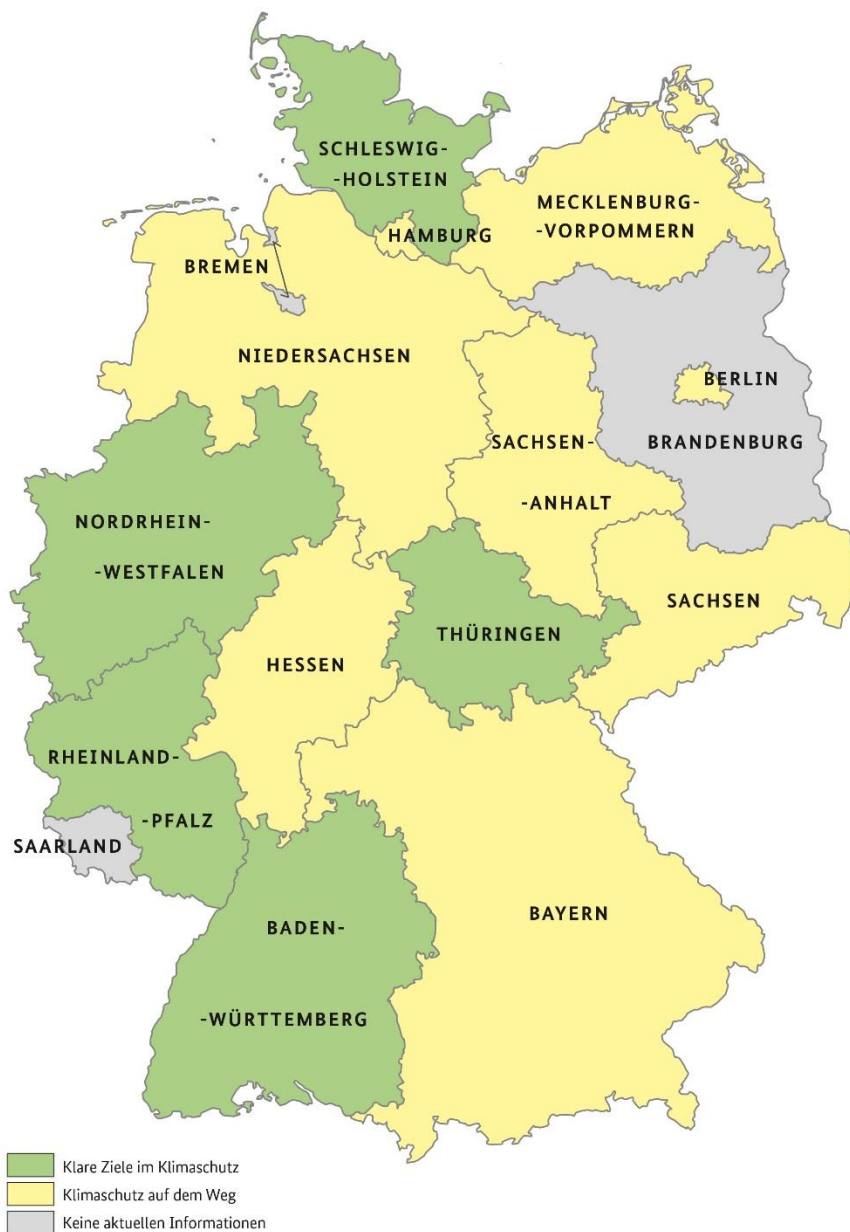 SCHLESWIG-
-HOLSTEIN
MECKLENBURG-
-VORPOMMERN
HAMBURG
BREMEN
NIEDERSACHSEN
BERLIN
BRANDENBURG
SACHSEN-
-ANHALT
NORDRHEIN-
-WESTFALEN
SACHSEN
THÜRINGEN
HESSEN
RHEINLAND-
-PFALZ
SAARLAND
BAYERN
BADEN-
-WÜRTTEMBERG
Klare Ziele im Klimaschutz
Klimaschutz auf dem Weg
Keine aktuellen Informationen